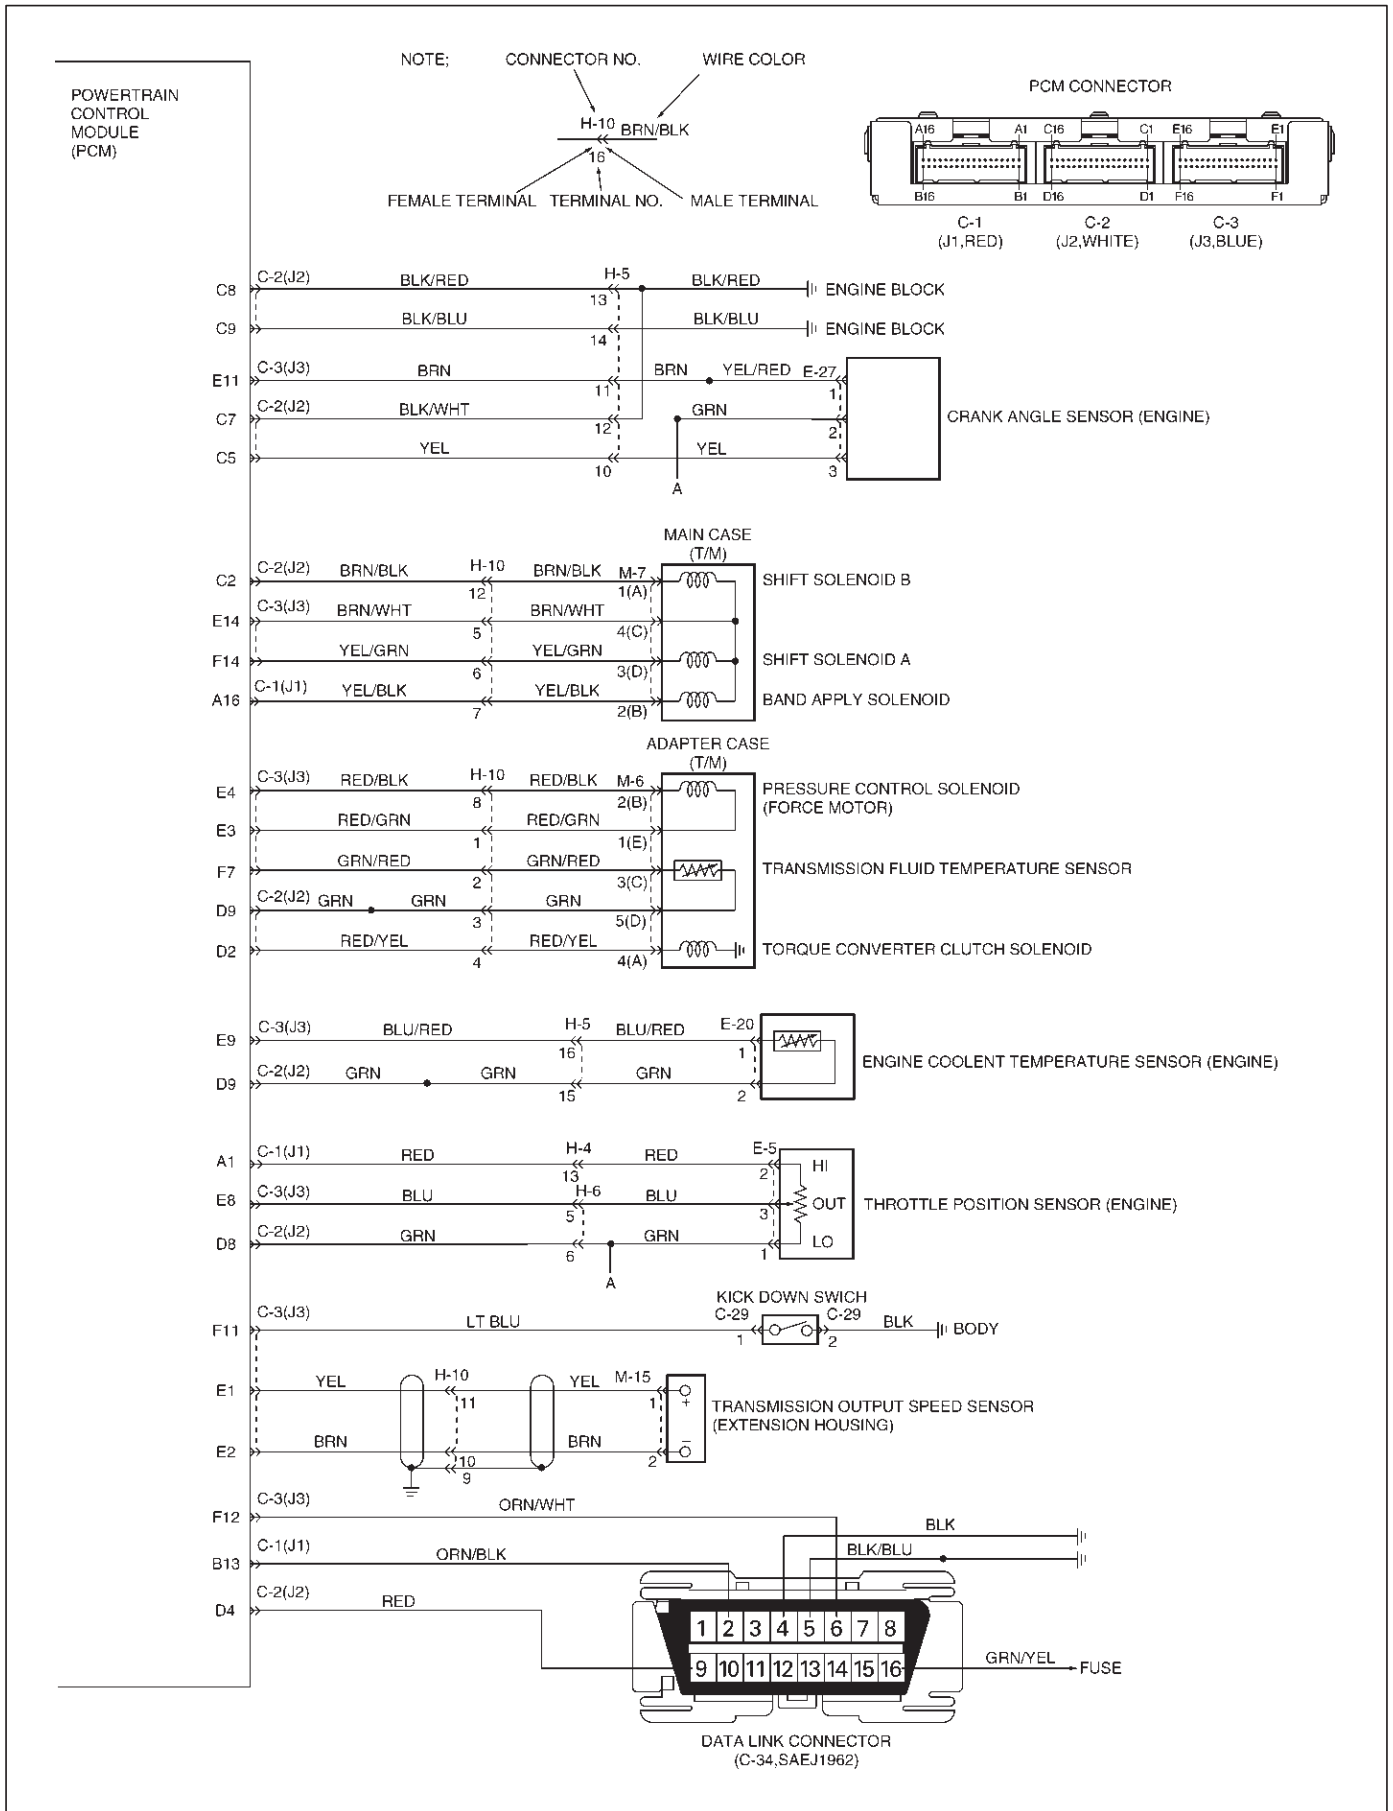 NOTE; CONNECTOR NO. WIRE COLOR
POWERTRAIN
CONTROL
MODULE
(PCM)
H-10 BRN/BLK
16
FEMALE TERMINAL TERMINAL NO. MALE TERMINAL
PCM CONNECTOR
A16 A1 C16 C1 E16 E1
B16 B1 D16 D1 F16 F1
C-1 C-2 C-3
(J1,RED) (J2,WHITE) (J3,BLUE)
C8 C-2(J2) BLK/RED H-5 13 BLK/RED ENGINE BLOCK
C9 BLK/BLU 14 BLK/BLU ENGINE BLOCK
E11 C-3(J3) BRN 11 BRN YEL/RED E-27 1
C7 C-2(J2) BLK/WHT 12 GRN 2 CRANK ANGLE SENSOR (ENGINE)
C5 YEL 10 YEL 3
A
MAIN CASE
(T/M)
C2 C-2(J2) BRN/BLK H-10 12 BRN/BLK M-7 1(A) SHIFT SOLENOID B
E14 C-3(J3) BRN/WHT 5 BRN/WHT 4(C)
F14 YEL/GRN 6 YEL/GRN 3(D) SHIFT SOLENOID A
A16 C-1(J1) YEL/BLK 7 YEL/BLK 2(B) BAND APPLY SOLENOID
ADAPTER CASE
(T/M)
E4 C-3(J3) RED/BLK H-10 8 RED/BLK M-6 2(B) PRESSURE CONTROL SOLENOID
(FORCE MOTOR)
E3 RED/GRN 1 RED/GRN 1(E)
F7 GRN/RED 2 GRN/RED 3(C) TRANSMISSION FLUID TEMPERATURE SENSOR
D9 C-2(J2) GRN GRN 3 GRN 5(D)
D2 RED/YEL 4 RED/YEL 4(A) TORQUE CONVERTER CLUTCH SOLENOID
E9 C-3(J3) BLU/RED H-5 16 BLU/RED E-20 1
ENGINE COOLENT TEMPERATURE SENSOR (ENGINE)
D9 C-2(J2) GRN GRN 15 GRN 2
A1 C-1(J1) RED H-4 13 RED E-5 2 HI
E8 C-3(J3) BLU H-6 5 BLU 3 OUT THROTTLE POSITION SENSOR (ENGINE)
D8 C-2(J2) GRN 6 GRN 1 LO
A
KICK DOWN SWICH
F11 C-3(J3) LT BLU C-29 1 C-29 2 BLK BODY
E1 YEL H-10 11 YEL M-15 1 +
TRANSMISSION OUTPUT SPEED SENSOR
(EXTENSION HOUSING)
E2 BRN 10 BRN 2 −
9
F12 C-3(J3) ORN/WHT
BLK
B13 C-1(J1) ORN/BLK BLK/BLU
D4 C-2(J2) RED
1 2 3 4 5 6 7 8
9 10 11 12 13 14 15 16 GRN/YEL FUSE
DATA LINK CONNECTOR
(C-34,SAEJ1962)